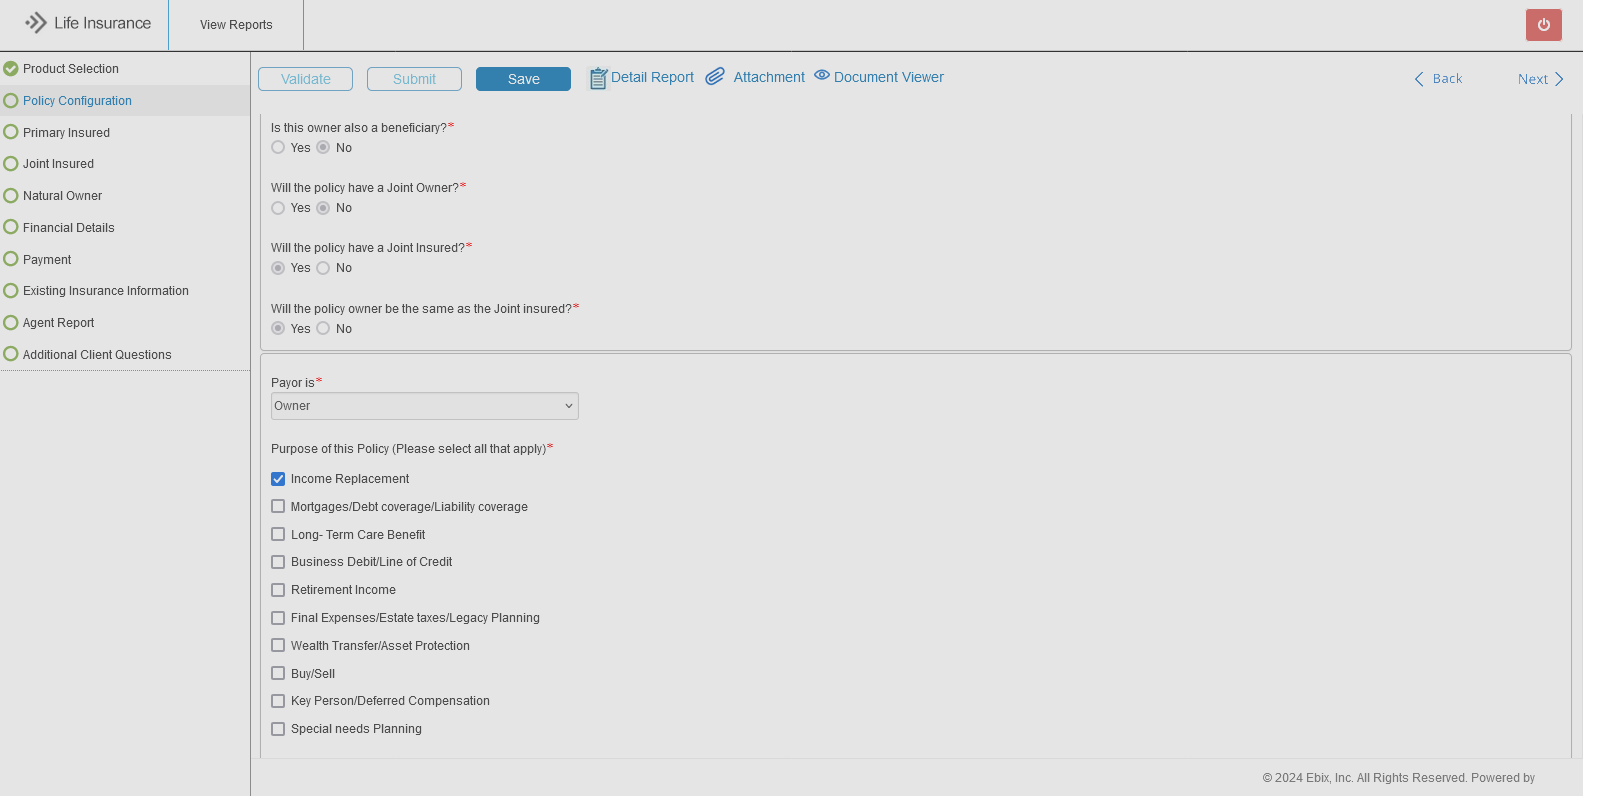 Life Insurance
View Reports
Product Selection
Policy Configuration
Primary Insured
Joint Insured
Natural Owner
Financial Details
Payment
Existing Insurance Information
Agent Report
Additional Client Questions
Validate Submit Save Detail Report Attachment Document Viewer Back Next
Is this owner also a beneficiary?*
Yes No
Will the policy have a Joint Owner?*
Yes No
Will the policy have a Joint Insured?*
Yes No
Will the policy owner be the same as the Joint insured?*
Yes No
Payor is*
Owner
Purpose of this Policy (Please select all that apply)*
Income Replacement
Mortgages/Debt coverage/Liability coverage
Long- Term Care Benefit
Business Debit/Line of Credit
Retirement Income
Final Expenses/Estate taxes/Legacy Planning
Wealth Transfer/Asset Protection
Buy/Sell
Key Person/Deferred Compensation
Special needs Planning
© 2024 Ebix, Inc. All Rights Reserved. Powered by